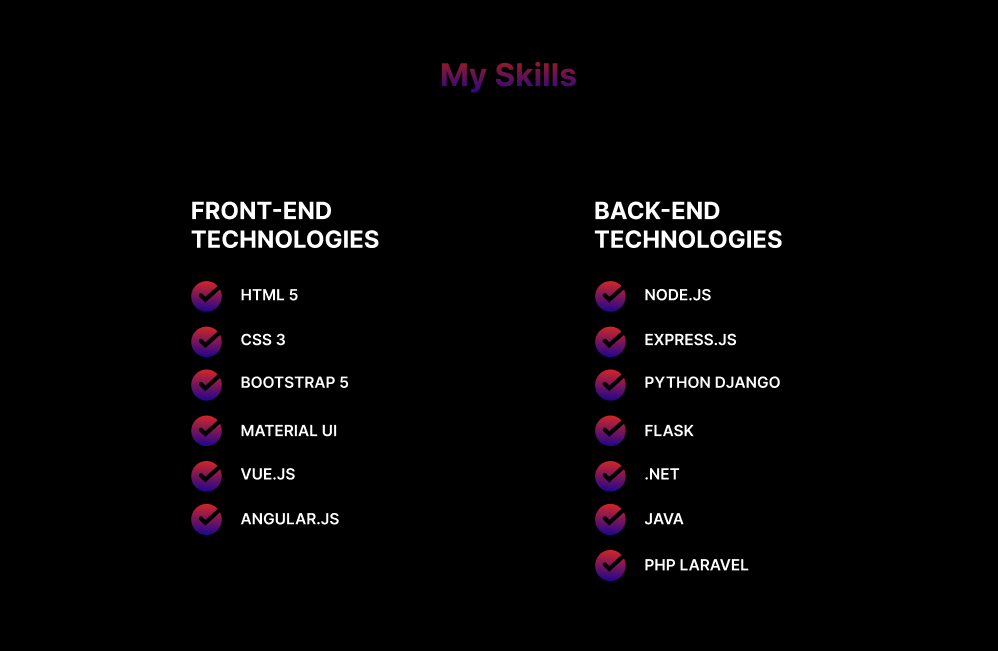 My Skills
FRONT-END
TECHNOLOGIES
HTML 5
CSS 3
BOOTSTRAP 5
MATERIAL UI
VUE.JS
ANGULAR.JS
BACK-END
TECHNOLOGIES
NODE.JS
EXPRESS.JS
PYTHON DJANGO
FLASK
.NET
JAVA
PHP LARAVEL